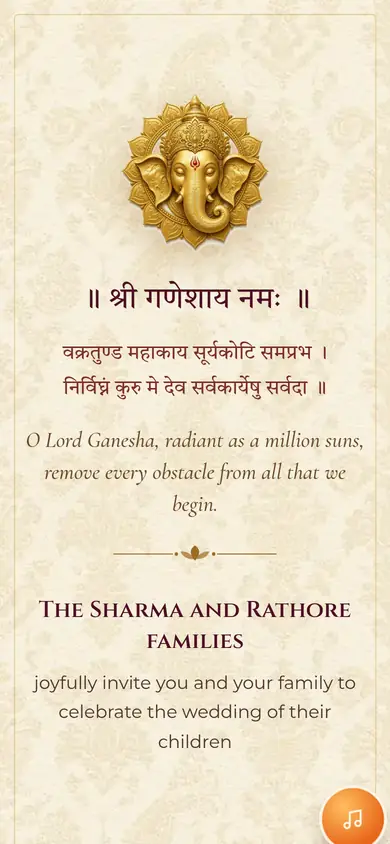 ॥ श्री गणेशाय नमः ॥
वक्रतुण्ड महाकाय सूर्यकोटि समप्रभ ।
निर्विघ्नं कुरु मे देव सर्वकार्येषु सर्वदा ॥
O Lord Ganesha, radiant as a million suns,
remove every obstacle from all that we
begin.
The Sharma and Rathore
families
joyfully invite you and your family to
celebrate the wedding of their
children